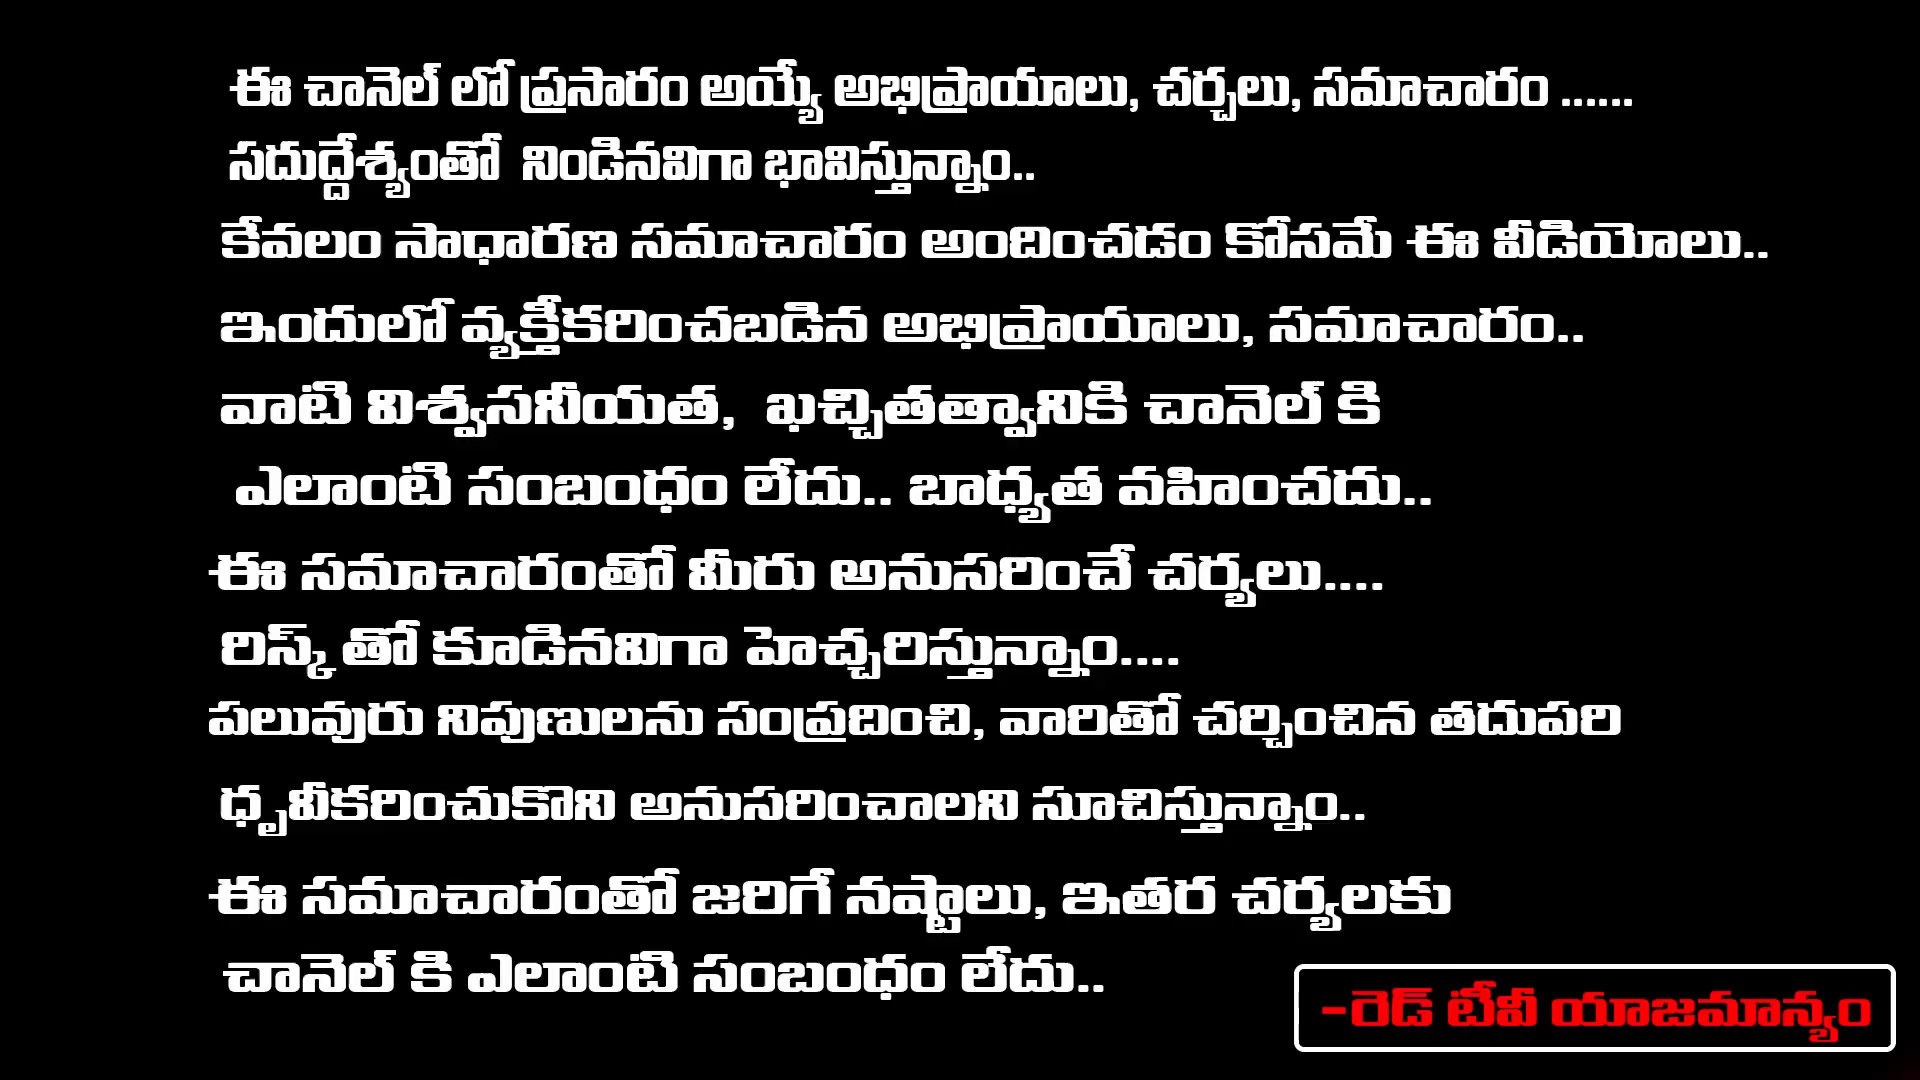 ఈ చానెల్ లో ప్రసారం అయ్యే అభిప్రాయాలు, చర్చలు, సమాచారం ......
సదుద్దేశ్యంతో నిండినవిగా భావిస్తున్నాం..
కేవలం సాధారణ సమాచారం అందించడం కోసమే ఈ వీడియోలు..
ఇందులో వ్యక్తీకరించబడిన అభిప్రాయాలు, సమాచారం..
వాటి విశ్వసనీయత, ఖచ్చితత్వానికి చానెల్ కి
ఎలాంటి సంబంధం లేదు.. బాధ్యత వహించదు..
ఈ సమాచారంతో మీరు అనుసరించే చర్యలు....
రిస్క్ తో కూడినవిగా హెచ్చరిస్తున్నాం....
పలువురు నిపుణులను సంప్రదించి, వారితో చర్చించిన తదుపరి
ధృవీకరించుకొని అనుసరించాలని సూచిస్తున్నాం..
ఈ సమాచారంతో జరిగే నష్టాలు, ఇతర చర్యలకు
చానెల్ కి ఎలాంటి సంబంధం లేదు..
-రెడ్ టీవీ యాజమాన్యం